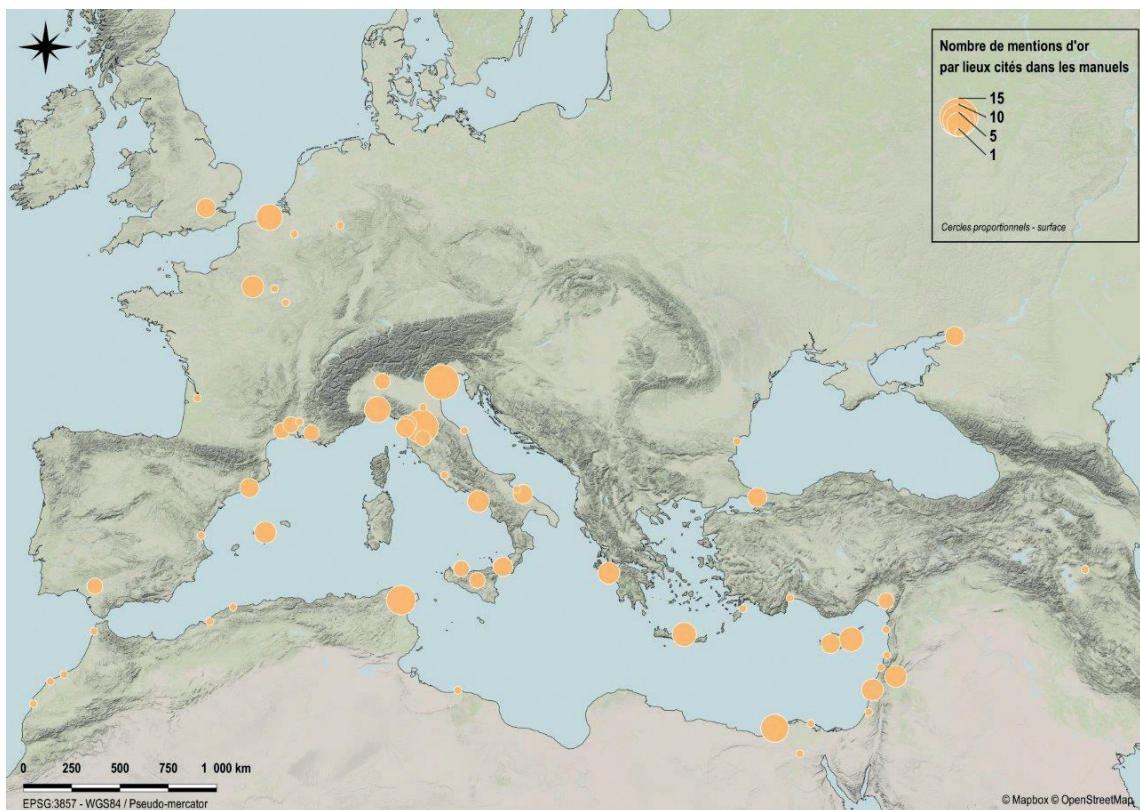 Nombre de mentions d'or
par lieux cités dans les manuels
15
10
5
1
Cercles proportionnels - surface
0 250 500 750 1 000 km
EPSG:3857 - WGS84 / Pseudo-mercator
© Mapbox © OpenStreetMap